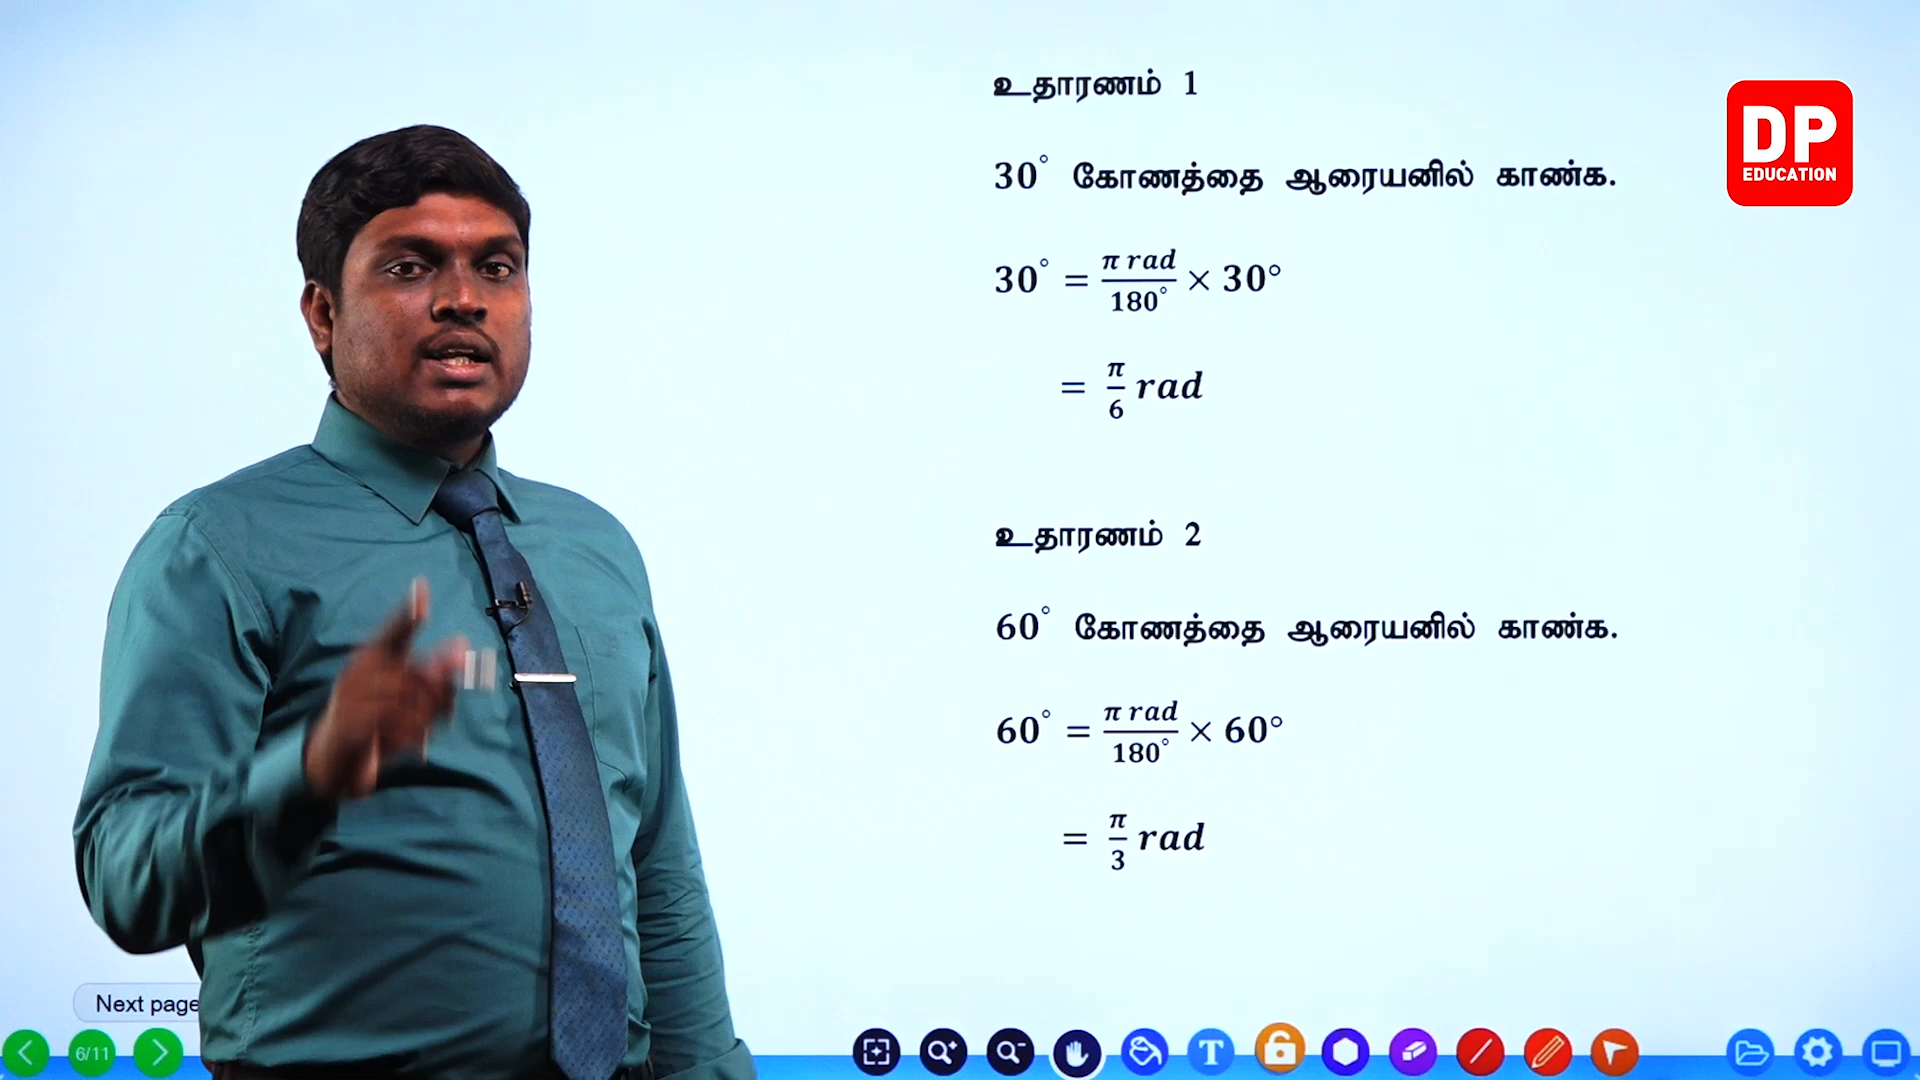 உதாரணம் 1
30° கோணத்தை ஆரையனில் காண்க.
30° = π rad / 180° × 30°
= π/6 rad
உதாரணம் 2
60° கோணத்தை ஆரையனில் காண்க.
60° = π rad / 180° × 60°
= π/3 rad
DP
EDUCATION
Next page
6/11
T